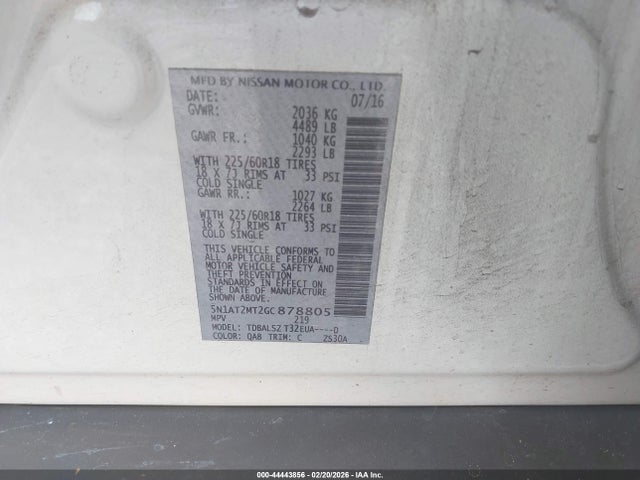 MFD BY NISSAN MOTOR CO., LTD.
DATE: 07/16
GVWR: 2036 KG
4489 LB
GAWR FR.: 1040 KG
2293 LB
WITH 225/60R18 TIRES
18 X 7J RIMS AT 33 PSI
COLD SINGLE
GAWR RR.: 1027 KG
2264 LB
WITH 225/60R18 TIRES
18 X 7J RIMS AT 33 PSI
COLD SINGLE
THIS VEHICLE CONFORMS TO
ALL APPLICABLE FEDERAL
MOTOR VEHICLE SAFETY AND
THEFT PREVENTION
STANDARDS IN EFFECT ON
THE DATE OF MANUFACTURE
SHOWN ABOVE.
5N1AT2MT2GC878805
MPV 219
MODEL: TDBALSZ T32EUA----D
COLOR: QAB TRIM: C ZS30A
000-44443856 - 02/20/2026 - IAA Inc.